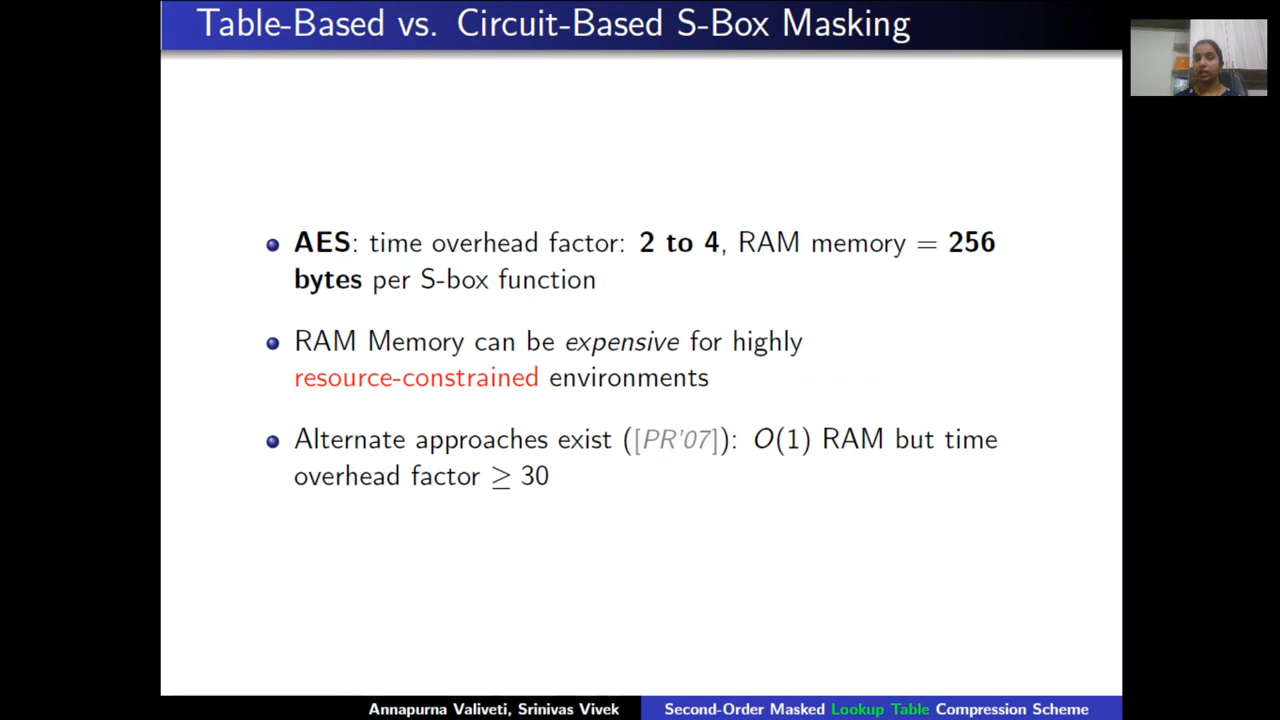 Table-Based vs. Circuit-Based S-Box Masking
AES: time overhead factor: 2 to 4, RAM memory = 256
bytes per S-box function
RAM Memory can be expensive for highly
resource-constrained environments
Alternate approaches exist ([PR'07]): O(1) RAM but time
overhead factor ≥ 30
Annapurna Valiveti, Srinivas Vivek
Second-Order Masked Lookup Table Compression Scheme